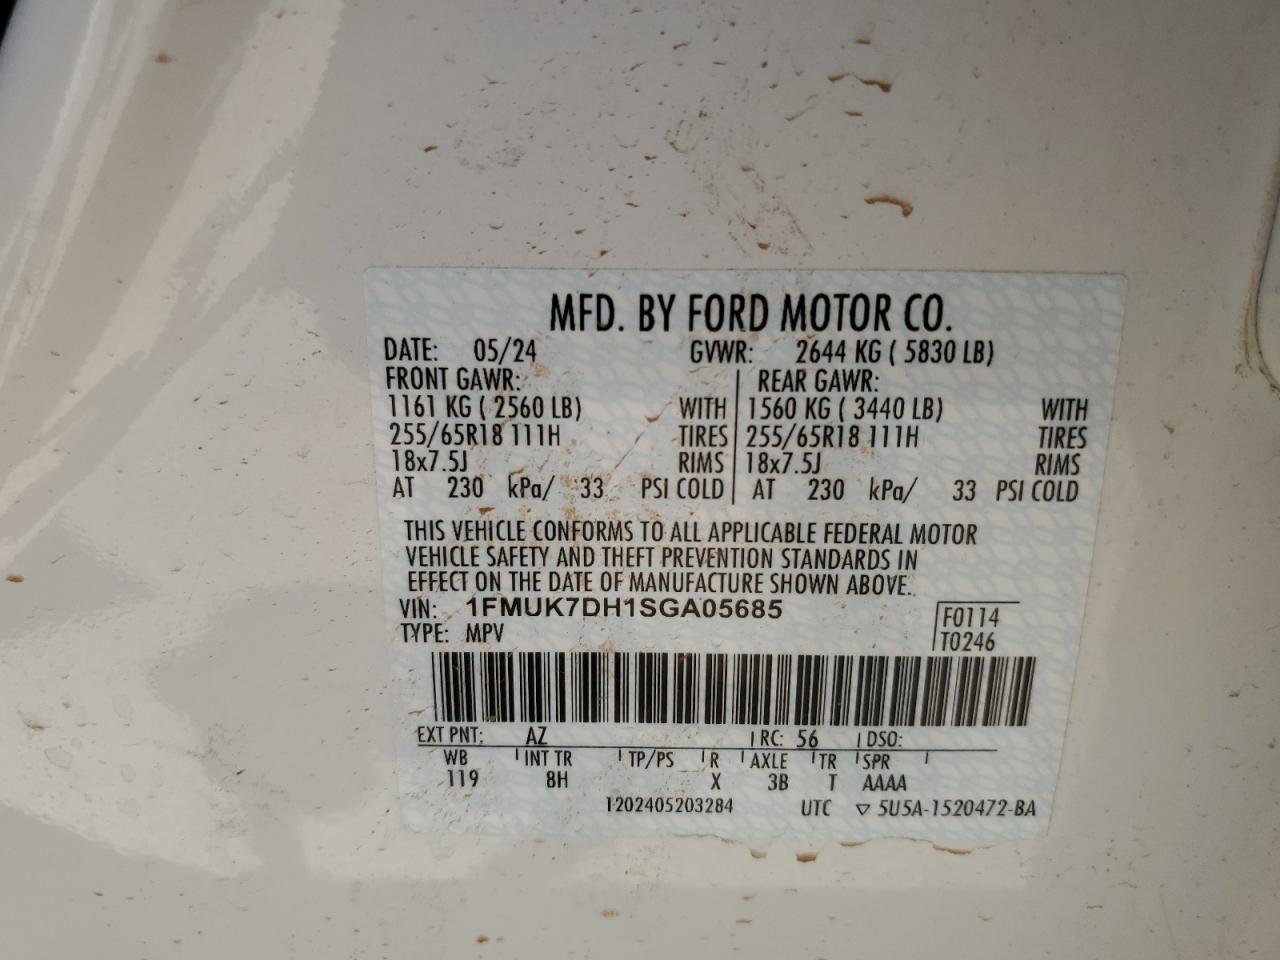 MFD. BY FORD MOTOR CO.
DATE: 05/24 GVWR: 2644 KG ( 5830 LB)
FRONT GAWR: REAR GAWR:
1161 KG ( 2560 LB) WITH 1560 KG ( 3440 LB) WITH
255/65R18 111H TIRES 255/65R18 111H TIRES
18x7.5J RIMS 18x7.5J RIMS
AT 230 kPa/ 33 PSI COLD AT 230 kPa/ 33 PSI COLD
THIS VEHICLE CONFORMS TO ALL APPLICABLE FEDERAL MOTOR
VEHICLE SAFETY AND THEFT PREVENTION STANDARDS IN
EFFECT ON THE DATE OF MANUFACTURE SHOWN ABOVE.
VIN: 1FMUK7DH1SGA05685 F0114
TYPE: MPV T0246
EXT PNT: AZ RC: 56 DSO:
WB INT TR TP/PS R AXLE TR SPR
119 8H X 3B T AAAA
1202405203284 UTC ▽ 5U5A-1520472-BA